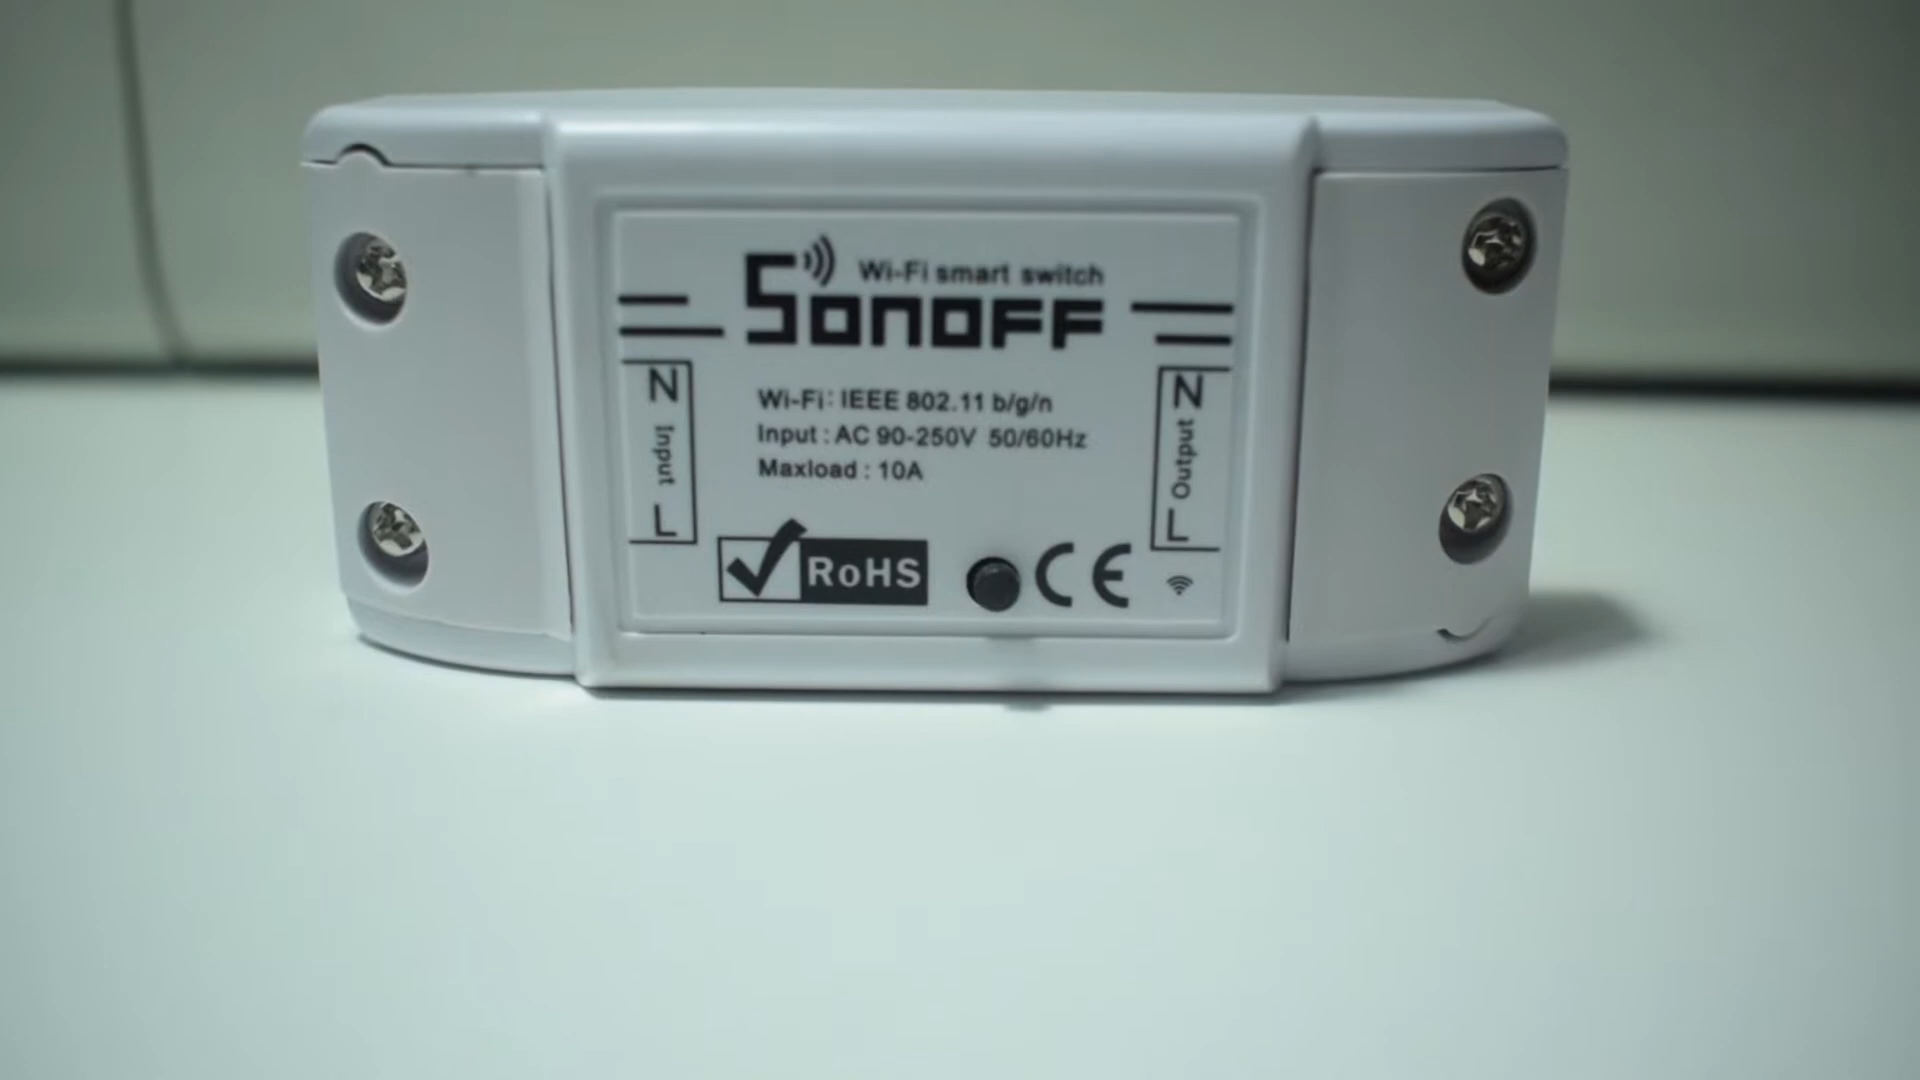 Wi-Fi smart switch
SONOFF
N Input L
Wi-Fi: IEEE 802.11 b/g/n
Input : AC 90-250V 50/60Hz
Maxload : 10A
N Output L
RoHS
CE